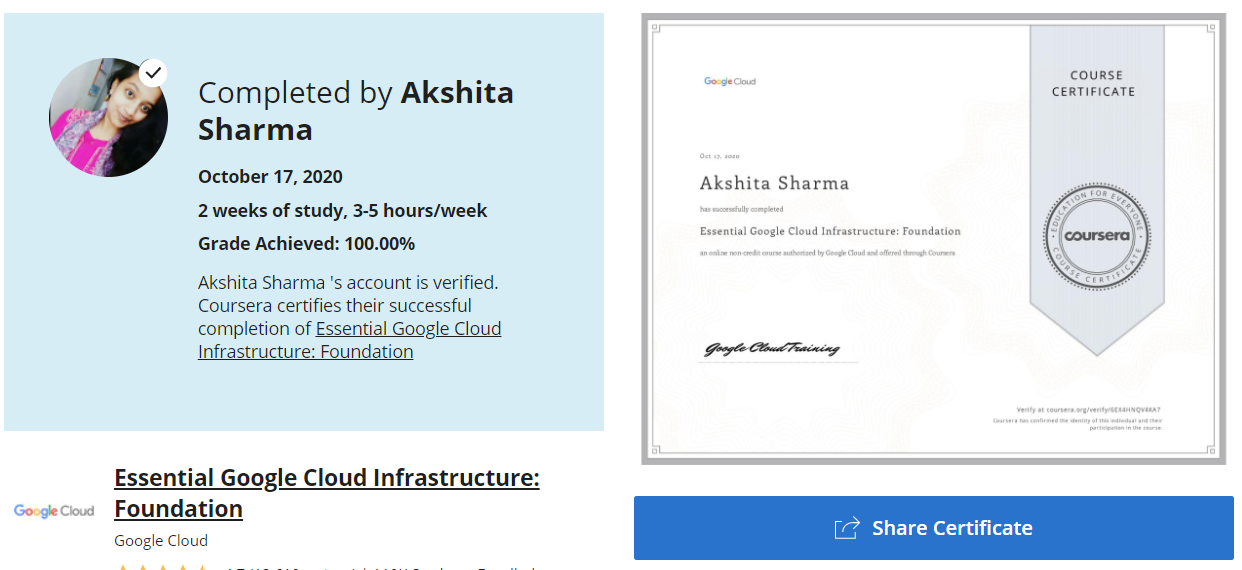 Completed by Akshita
Sharma
October 17, 2020
2 weeks of study, 3-5 hours/week
Grade Achieved: 100.00%
Akshita Sharma 's account is verified.
Coursera certifies their successful
completion of Essential Google Cloud
Infrastructure: Foundation
Google Cloud
Essential Google Cloud Infrastructure:
Foundation
Google Cloud
Google Cloud
Oct 17, 2020
Akshita Sharma
has successfully completed
Essential Google Cloud Infrastructure: Foundation
an online non-credit course authorized by Google Cloud and offered through Coursera
Google Cloud Training
COURSE
CERTIFICATE
EDUCATION FOR EVERYONE
coursera
COURSE CERTIFICATE
Verify at coursera.org/verify/
Coursera has confirmed the identity of this individual and their
participation in the course.
Share Certificate